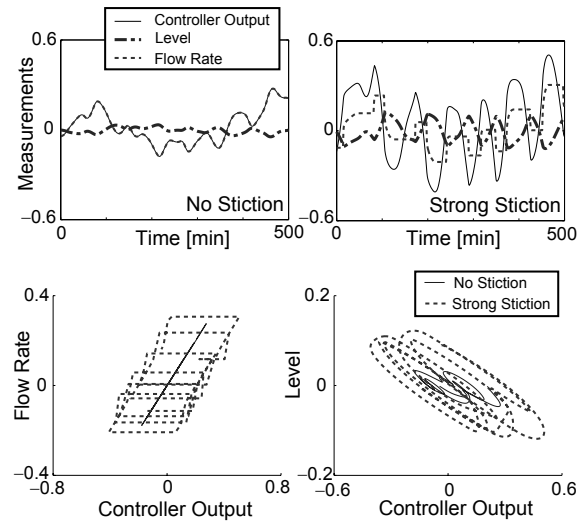 Controller Output
Level
Flow Rate
0.6
0
−0.6
Measurements
No Stiction
0
500
Time [min]
0.6
0
−0.6
Strong Stiction
0
500
Time [min]
0.4
0
−0.4
Flow Rate
−0.8
0
0.8
Controller Output
No Stiction
Strong Stiction
0.2
0
−0.2
Level
−0.6
0
0.6
Controller Output